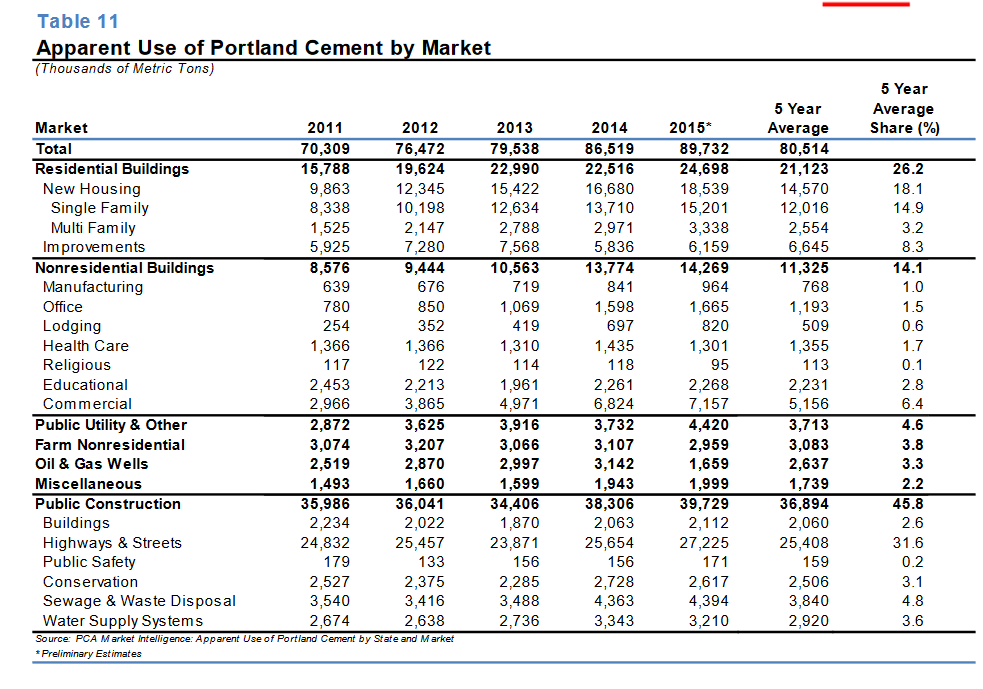 Table 11
Apparent Use of Portland Cement by Market
(Thousands of Metric Tons)
5 Year
5 Year Average
Market 2011 2012 2013 2014 2015* Average Share (%)
Total 70,309 76,472 79,538 86,519 89,732 80,514
Residential Buildings 15,788 19,624 22,990 22,516 24,698 21,123 26.2
New Housing 9,863 12,345 15,422 16,680 18,539 14,570 18.1
Single Family 8,338 10,198 12,634 13,710 15,201 12,016 14.9
Multi Family 1,525 2,147 2,788 2,971 3,338 2,554 3.2
Improvements 5,925 7,280 7,568 5,836 6,159 6,645 8.3
Nonresidential Buildings 8,576 9,444 10,563 13,774 14,269 11,325 14.1
Manufacturing 639 676 719 841 964 768 1.0
Office 780 850 1,069 1,598 1,665 1,193 1.5
Lodging 254 352 419 697 820 509 0.6
Health Care 1,366 1,366 1,310 1,435 1,301 1,355 1.7
Religious 117 122 114 118 95 113 0.1
Educational 2,453 2,213 1,961 2,261 2,268 2,231 2.8
Commercial 2,966 3,865 4,971 6,824 7,157 5,156 6.4
Public Utility & Other 2,872 3,625 3,916 3,732 4,420 3,713 4.6
Farm Nonresidential 3,074 3,207 3,066 3,107 2,959 3,083 3.8
Oil & Gas Wells 2,519 2,870 2,997 3,142 1,659 2,637 3.3
Miscellaneous 1,493 1,660 1,599 1,943 1,999 1,739 2.2
Public Construction 35,986 36,041 34,406 38,306 39,729 36,894 45.8
Buildings 2,234 2,022 1,870 2,063 2,112 2,060 2.6
Highways & Streets 24,832 25,457 23,871 25,654 27,225 25,408 31.6
Public Safety 179 133 156 156 171 159 0.2
Conservation 2,527 2,375 2,285 2,728 2,617 2,506 3.1
Sewage & Waste Disposal 3,540 3,416 3,488 4,363 4,394 3,840 4.8
Water Supply Systems 2,674 2,638 2,736 3,343 3,210 2,920 3.6
Source: PCA Market Intelligence: Apparent Use of Portland Cement by State and Market
*Preliminary Estimates